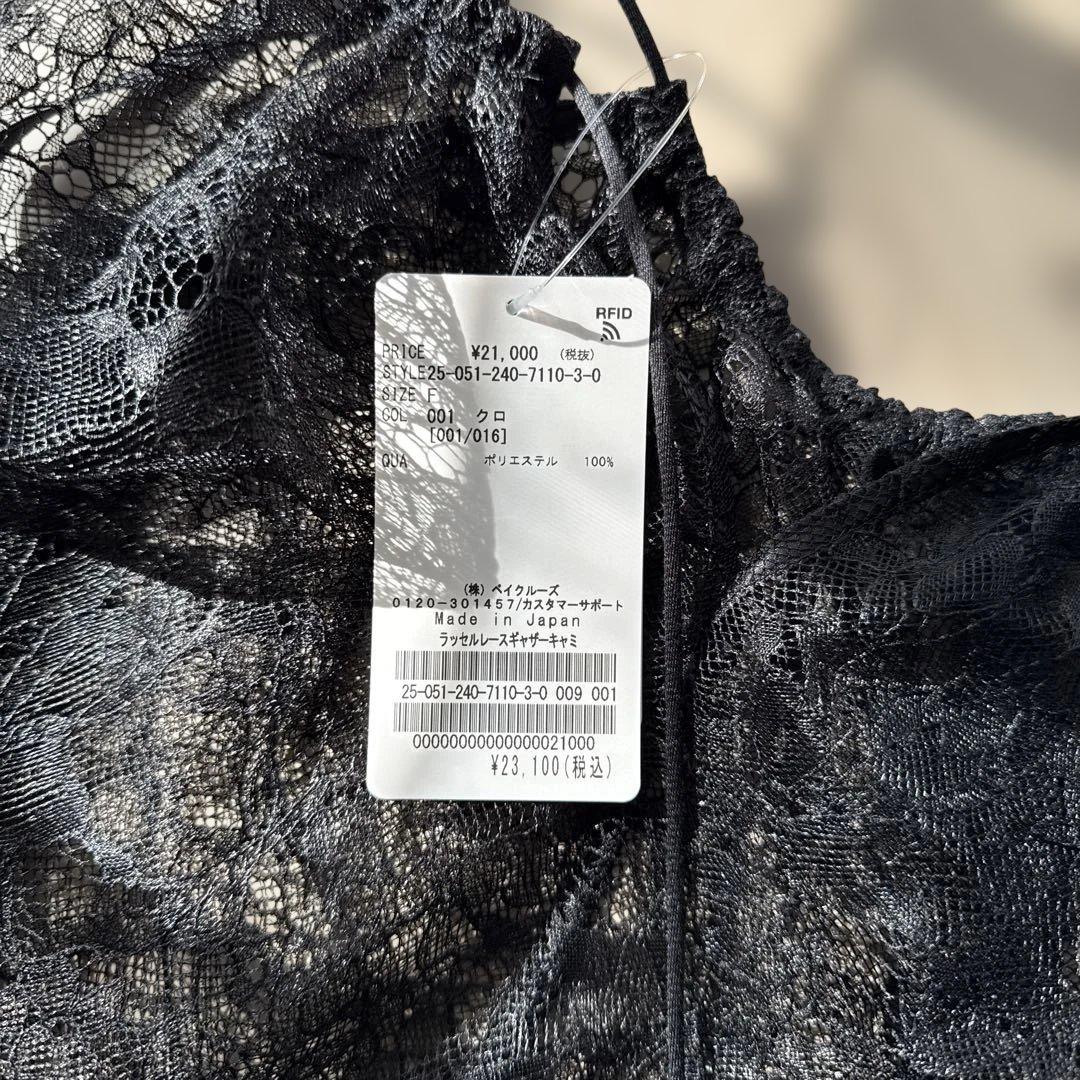 RFID
PRICE ¥21,000 (税抜)
STYLE25-051-240-7110-3-0
SIZE F
COL 001 クロ
[001/016]
QUA ポリエステル 100%
(株) ベイクルーズ
0120-301457/カスタマーサポート
Made in Japan
ラッセルレースギャザーキャミ
25-051-240-7110-3-0 009 001
00000000000000021000
¥23,100(税込)